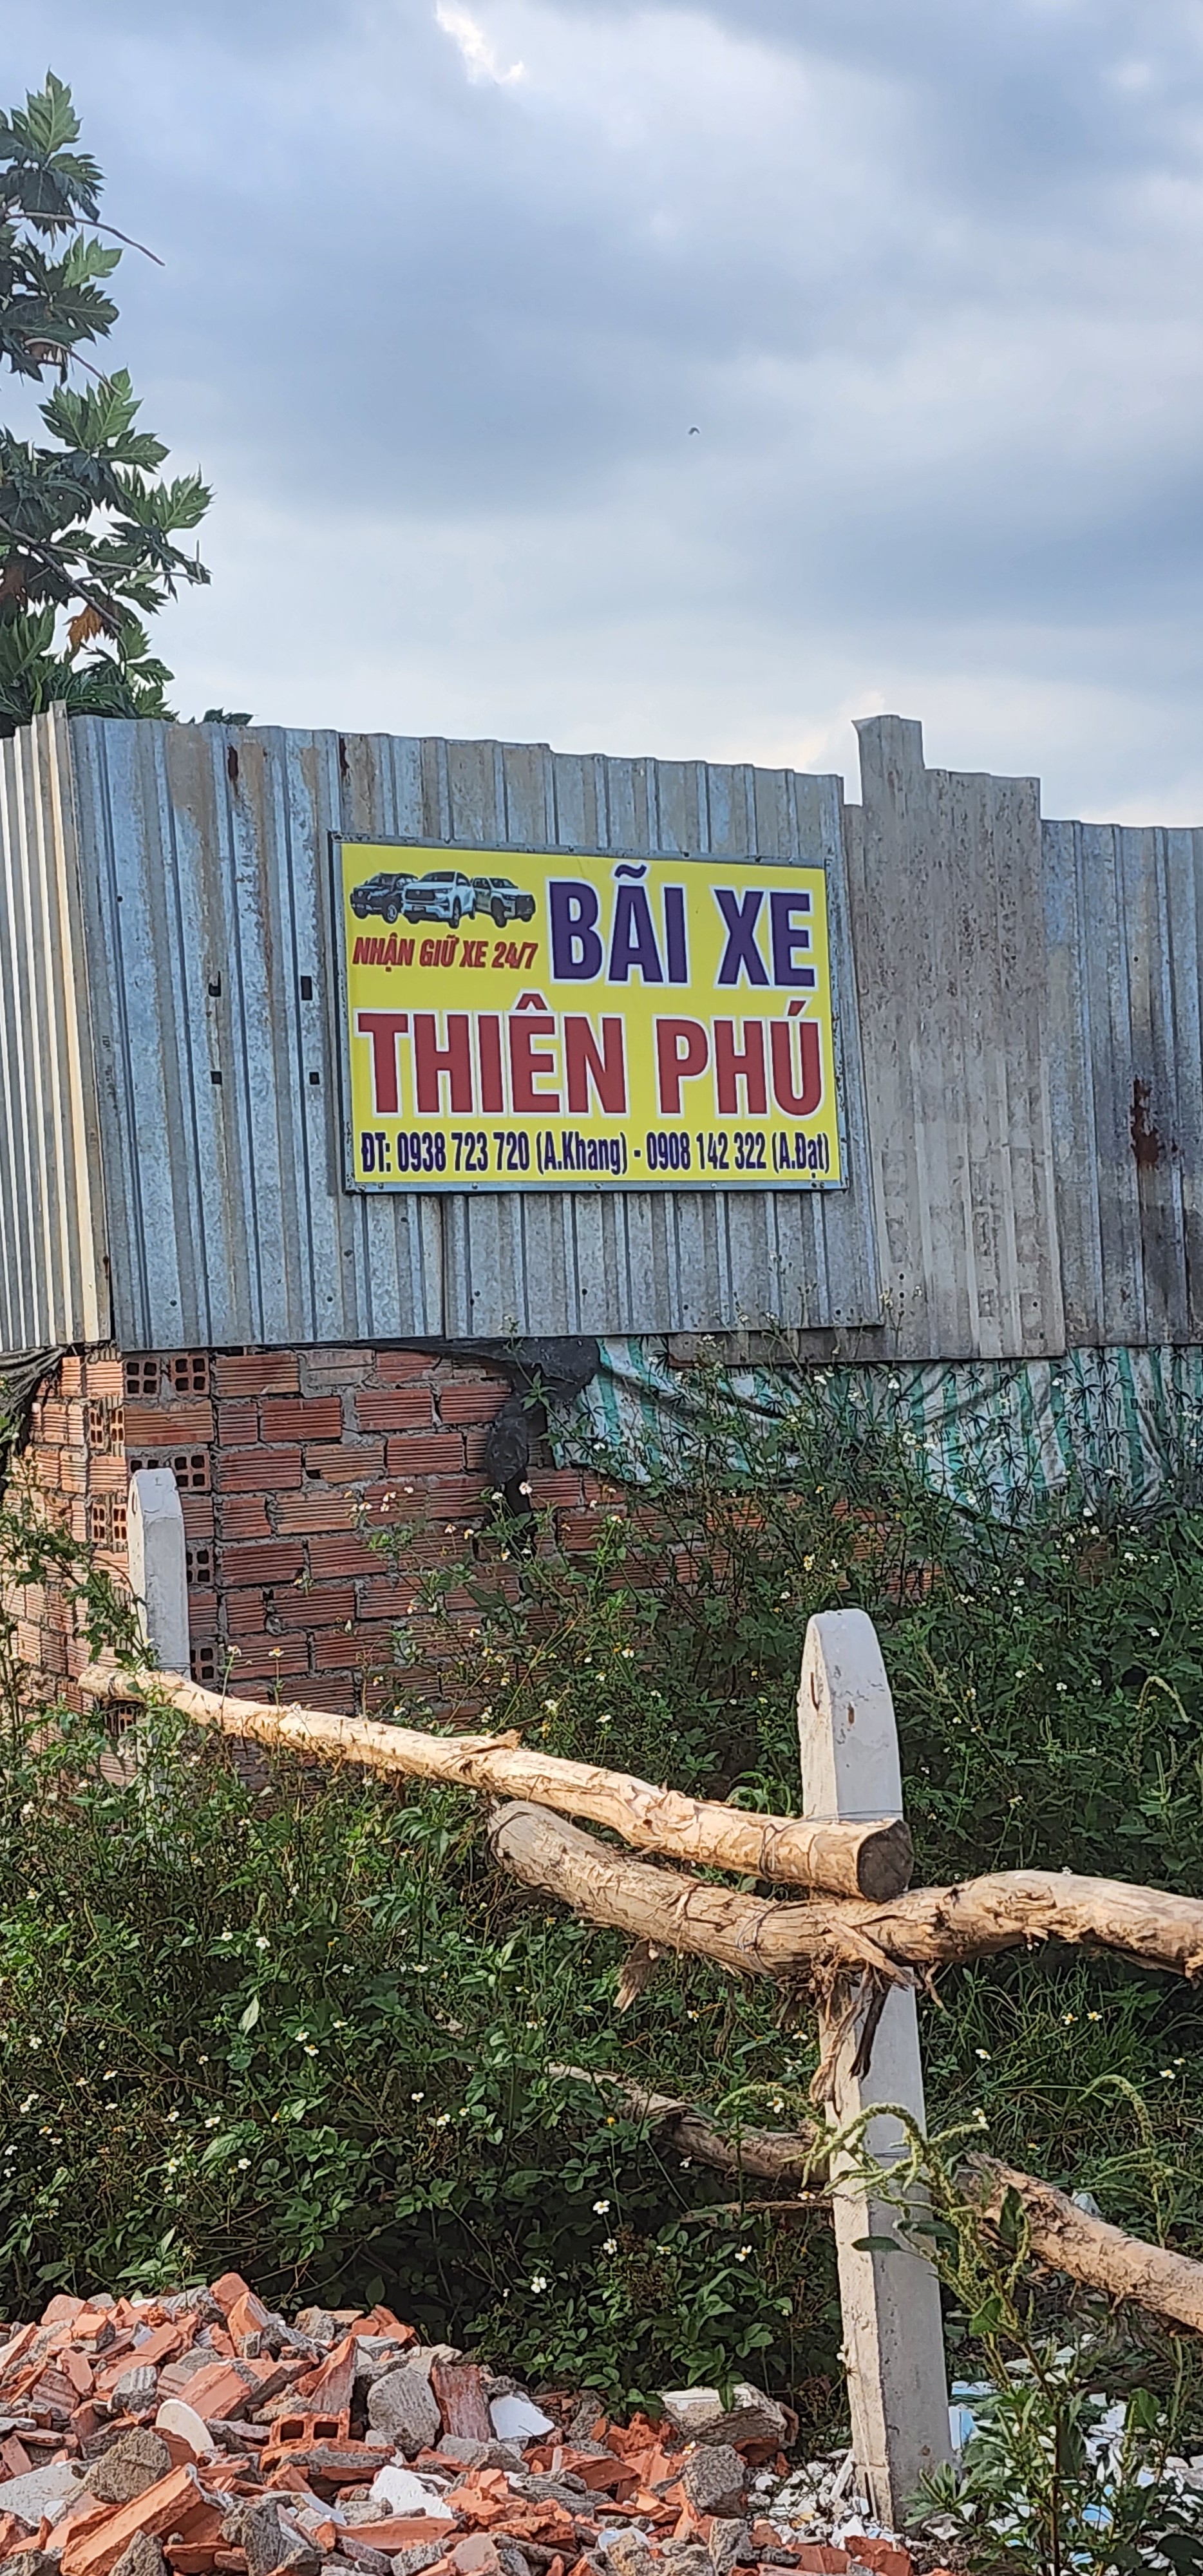 NHẬN GIỮ XE 24/7
BÃI XE
THIÊN PHÚ
ĐT: 0938 723 720 (A.Khang) - 0908 142 322 (A.Đạt)